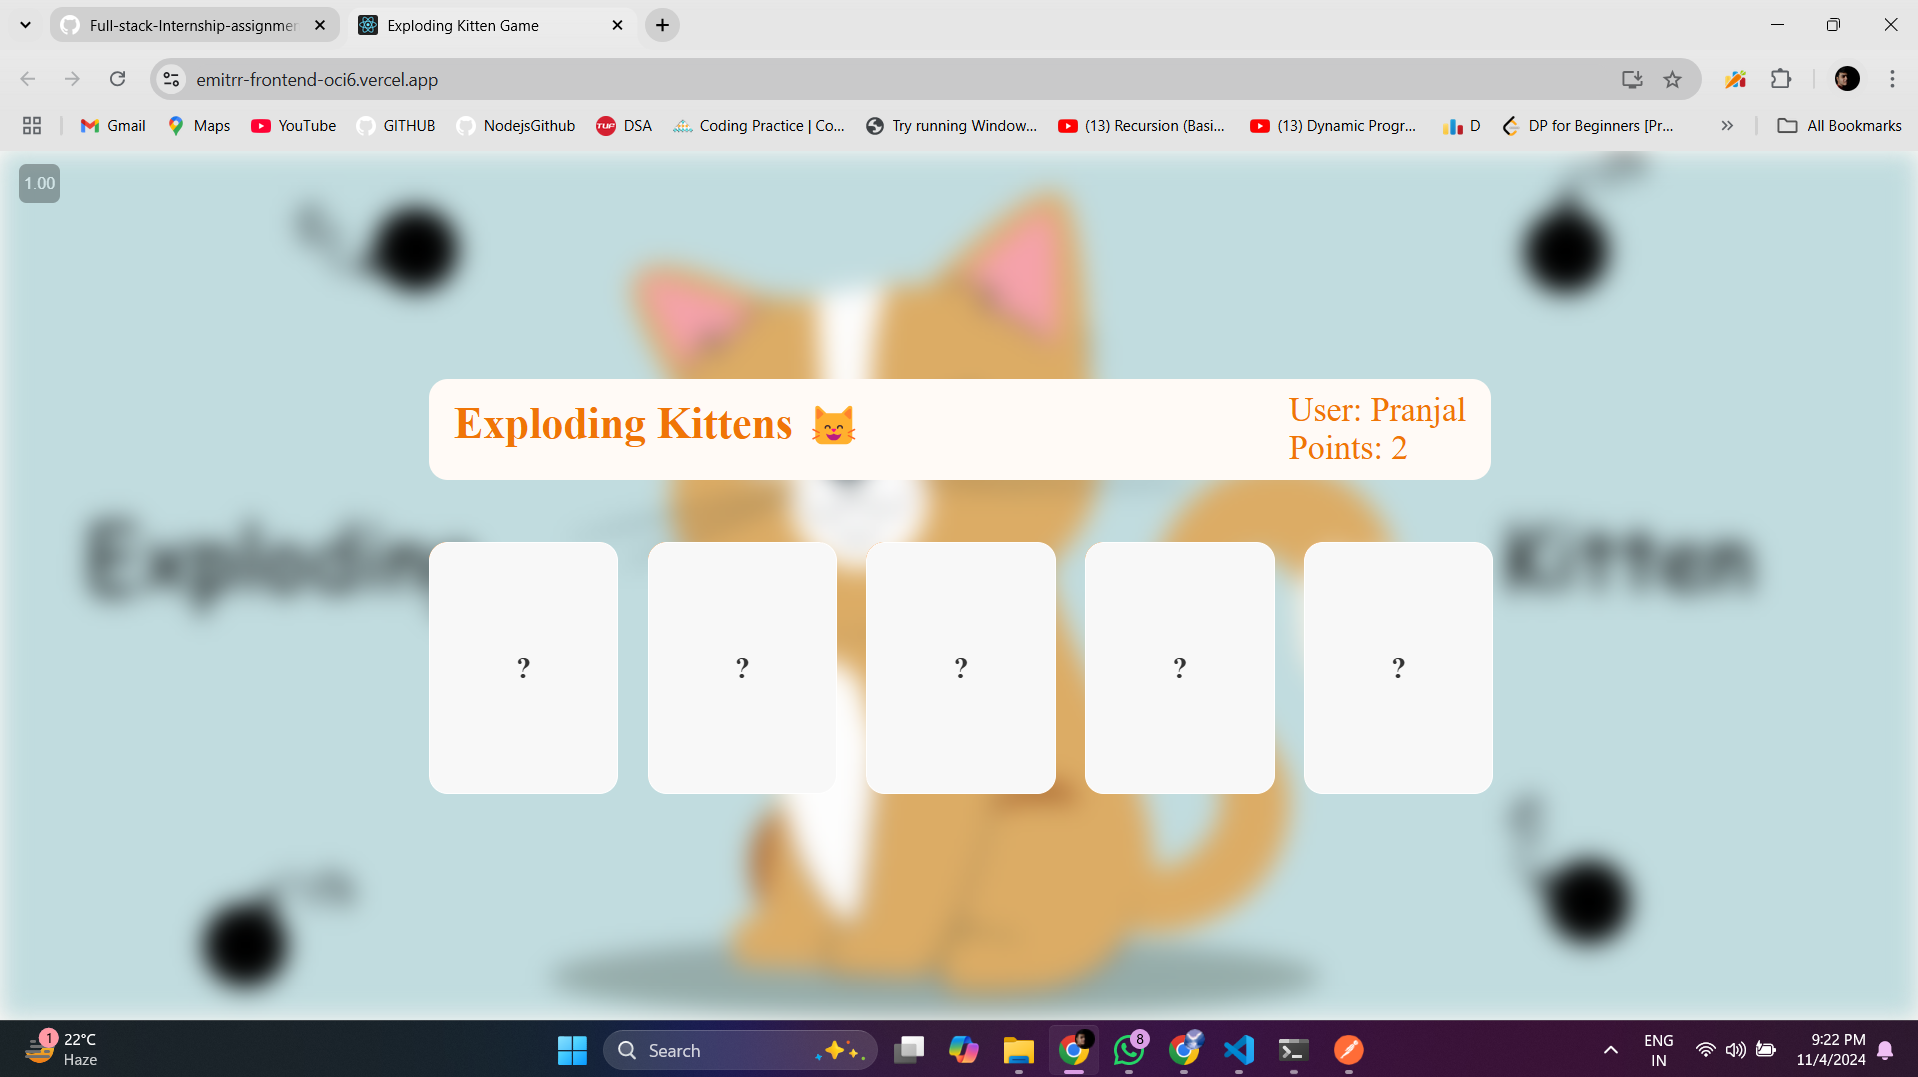 Full-stack-Internship-assignmer
Exploding Kitten Game
emitrr-frontend-oci6.vercel.app
Gmail
Maps
YouTube
GITHUB
NodejsGithub
DSA
Coding Practice | Co...
Try running Window...
(13) Recursion (Basi...
(13) Dynamic Progr...
D
DP for Beginners [Pr...
All Bookmarks
1.00
Exploding Kittens 😸
User: Pranjal
Points: 2
Exploding
Kitten
?
?
?
?
?
1
22°C
Haze
Search
8
ENG
IN
9:22 PM
11/4/2024